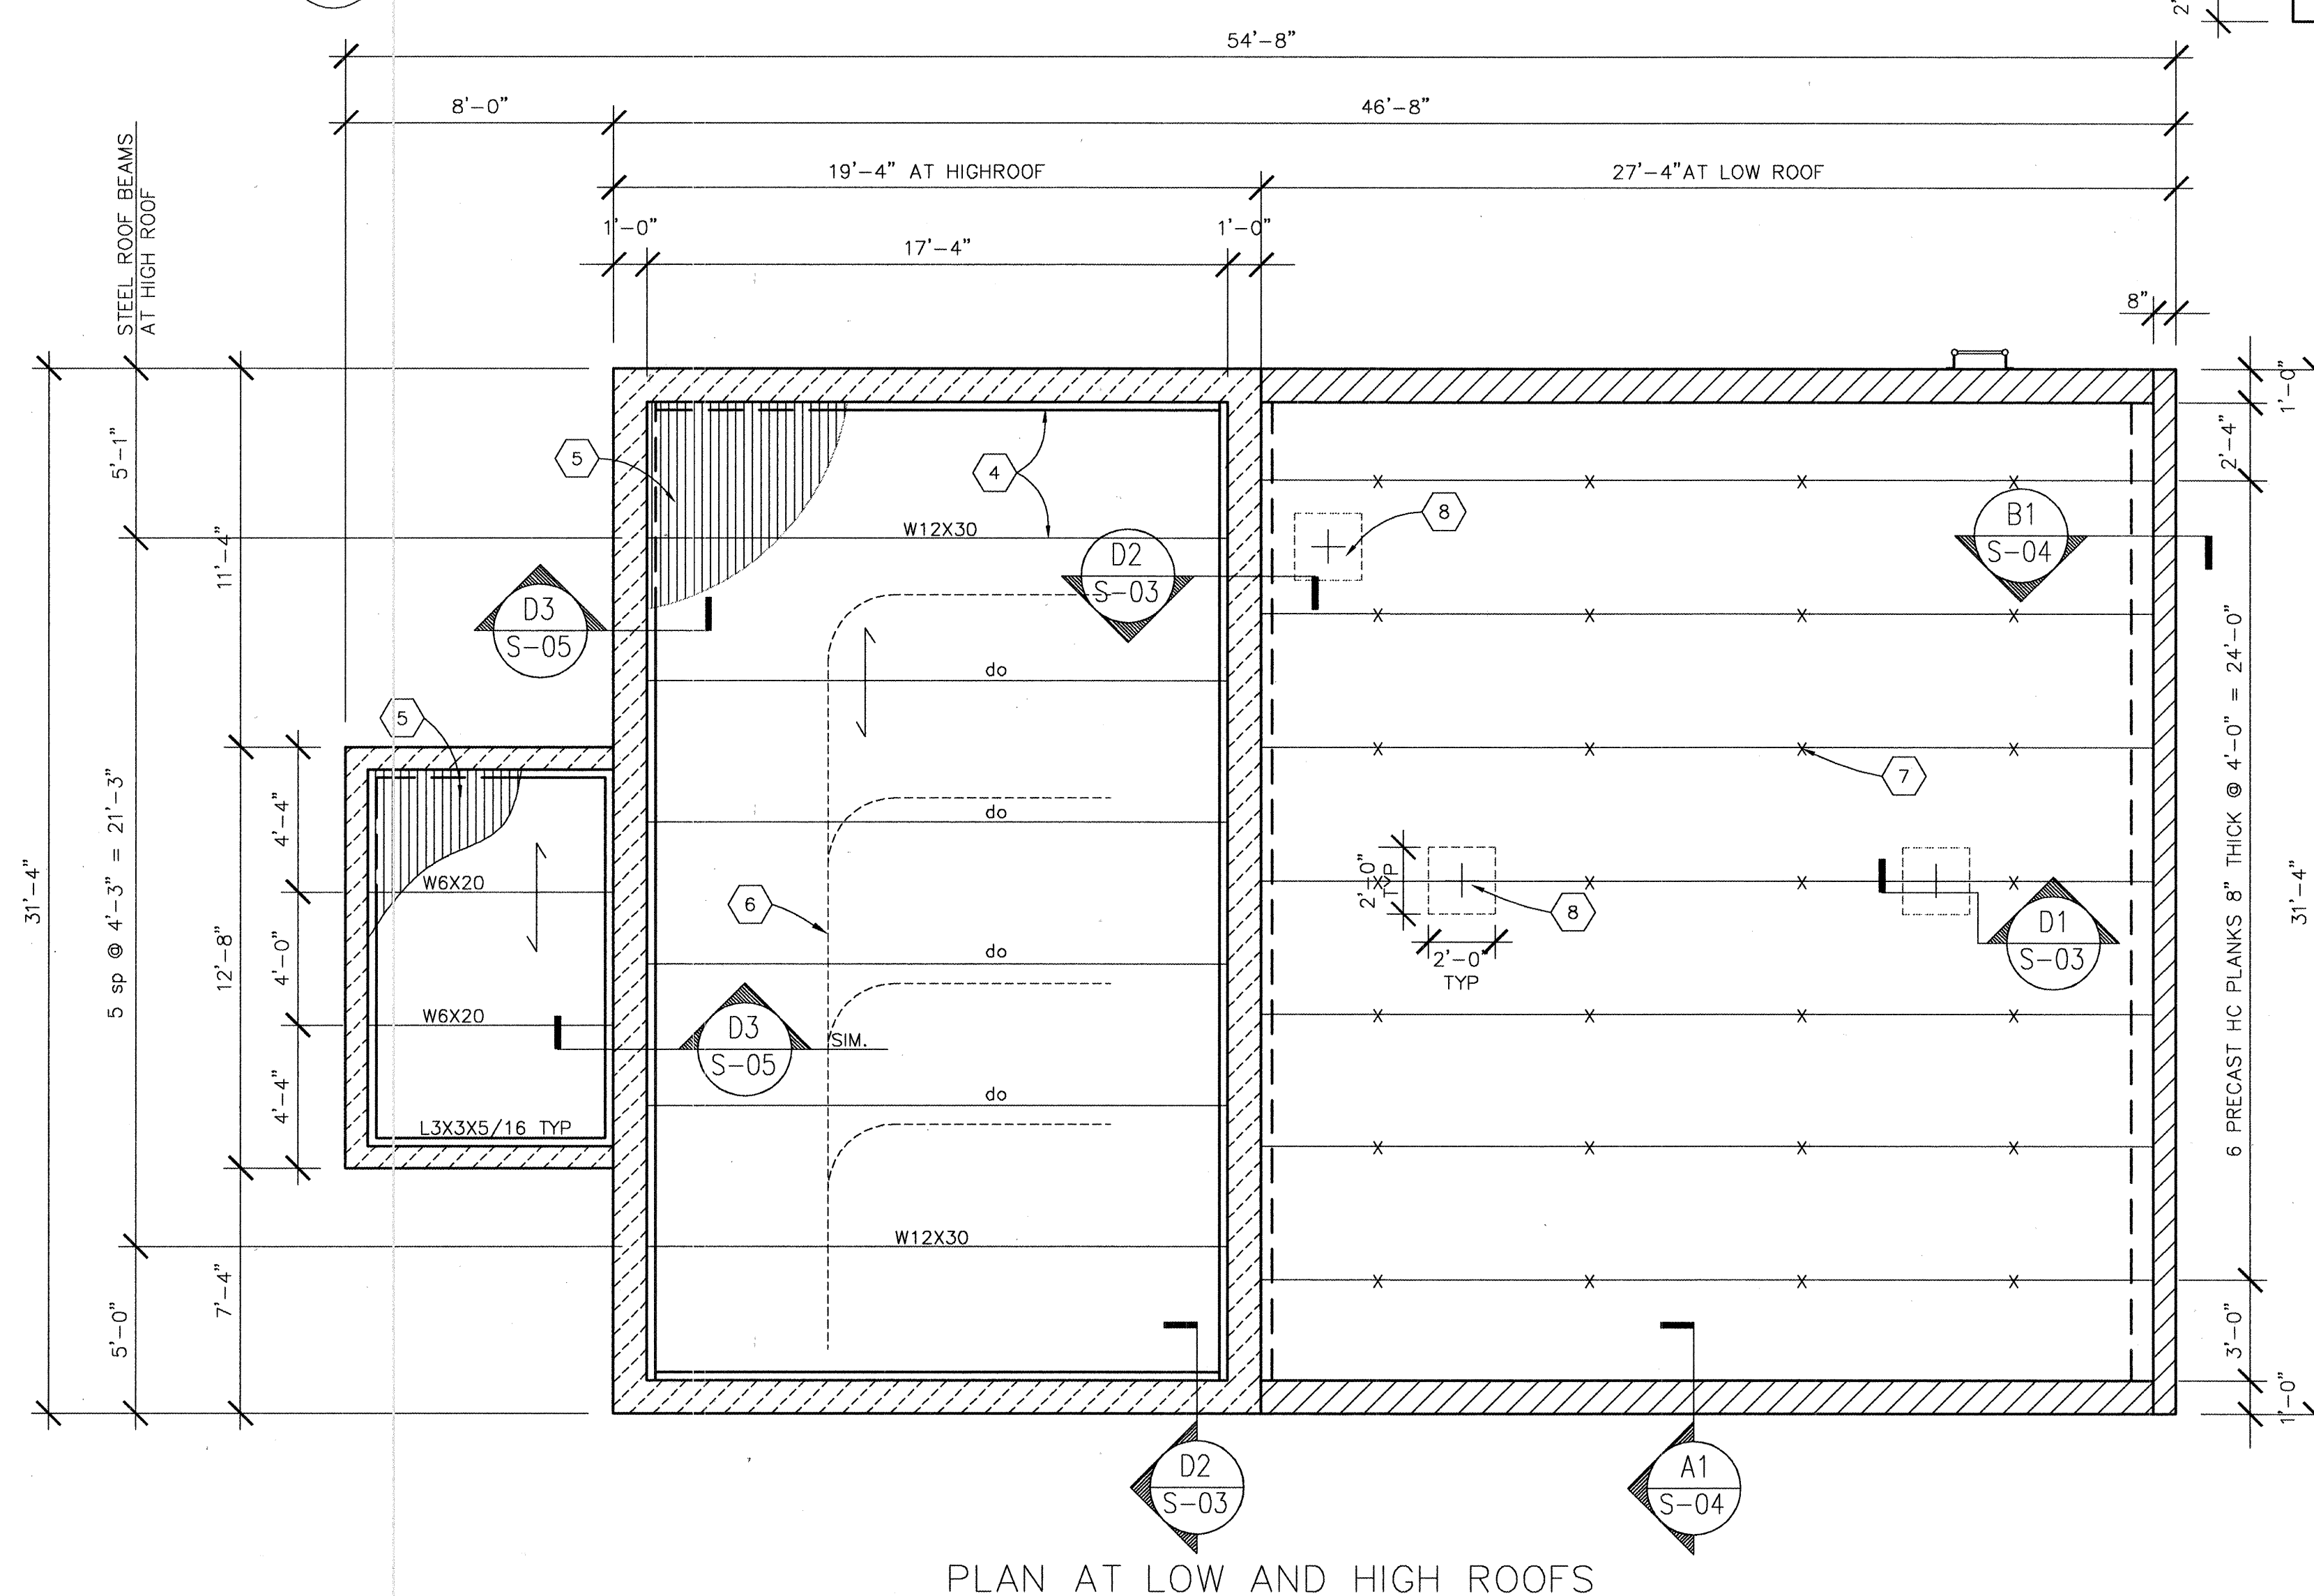 2'
54'-8"
8'-0"
46'-8"
19'-4" AT HIGHROOF
27'-4"AT LOW ROOF
1'-0"
17'-4"
1'-0"
8"
STEEL ROOF BEAMS
AT HIGH ROOF
31'-4"
5'-1"
5 sp @ 4'-3" = 21'-3"
5'-0"
11'-4"
12'-8"
7'-4"
4'-4"
4'-0"
4'-4"
5
4
W12X30
D2
S-03
8
B1
S-04
D3
S-05
do
5
do
7
W6X20
6
do
2'-0"
TYP
2'-0"
TYP
8
D1
S-03
W6X20
D3
S-05
SIM.
do
L3X3X5/16 TYP
W12X30
1'-0"
2'-4"
6 PRECAST HC PLANKS 8" THICK @ 4'-0" = 24'-0"
31'-4"
3'-0"
1'-0"
D2
S-03
A1
S-04
PLAN AT LOW AND HIGH ROOFS